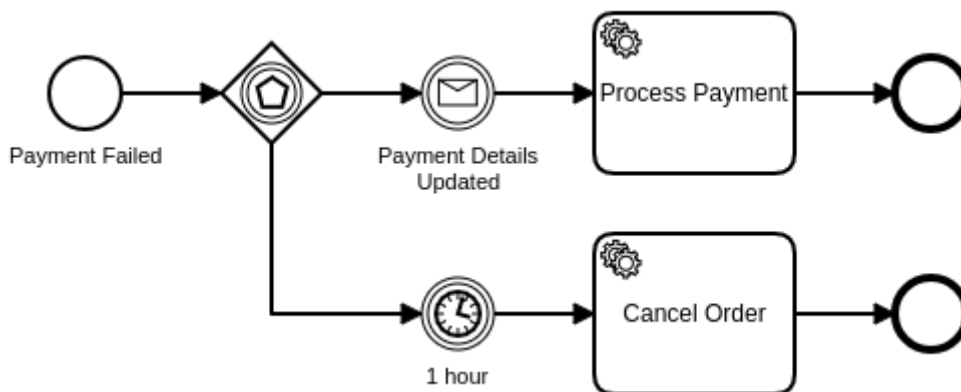 Process Payment
Payment Failed
Payment Details
Updated
Cancel Order
1 hour